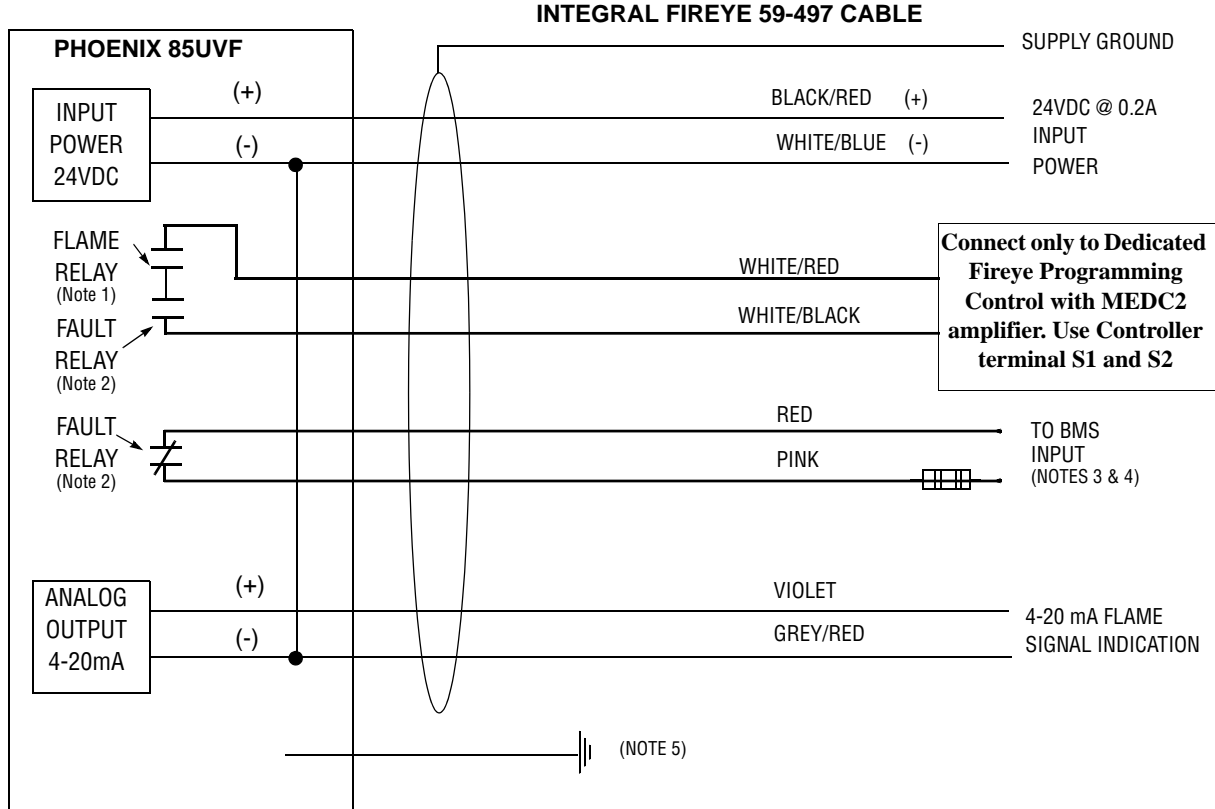 INTEGRAL FIREYE 59-497 CABLE
PHOENIX 85UVF
SUPPLY GROUND
INPUT
POWER
24VDC
(+)
(-)
BLACK/RED (+)
WHITE/BLUE (-)
24VDC @ 0.2A
INPUT
POWER
FLAME
RELAY
(Note 1)
FAULT
RELAY
(Note 2)
WHITE/RED
WHITE/BLACK
Connect only to Dedicated
Fireye Programming
Control with MEDC2
amplifier. Use Controller
terminal S1 and S2
FAULT
RELAY
(Note 2)
RED
PINK
TO BMS
INPUT
(NOTES 3 & 4)
ANALOG
OUTPUT
4-20mA
(+)
(-)
VIOLET
GREY/RED
4-20 mA FLAME
SIGNAL INDICATION
(NOTE 5)